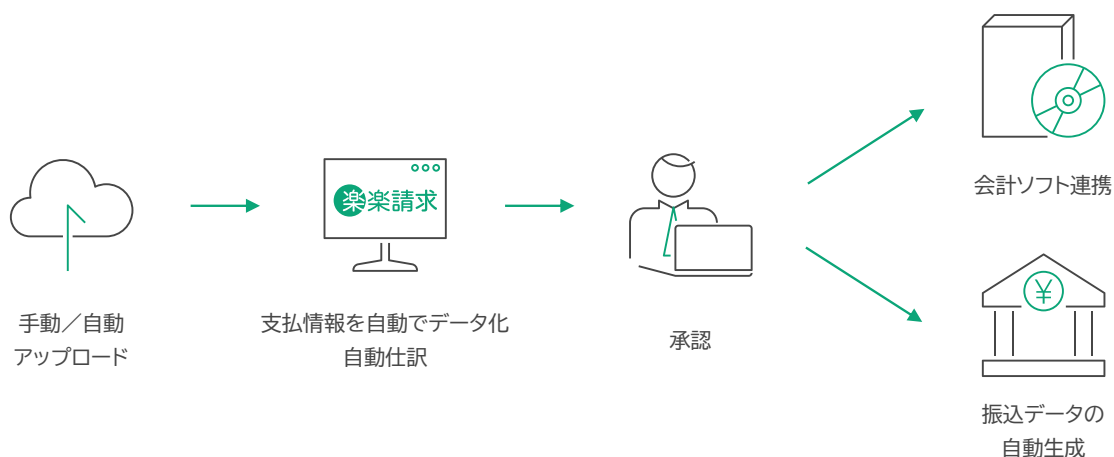 手動／自動
アップロード
楽楽請求
支払情報を自動でデータ化
自動仕訳
承認
会計ソフト連携
¥
振込データの
自動生成